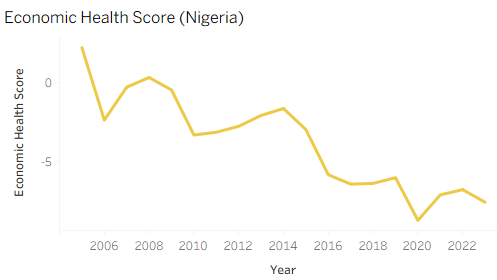 Economic Health Score (Nigeria)
Economic Health Score
0
-5
2006 2008 2010 2012 2014 2016 2018 2020 2022
Year